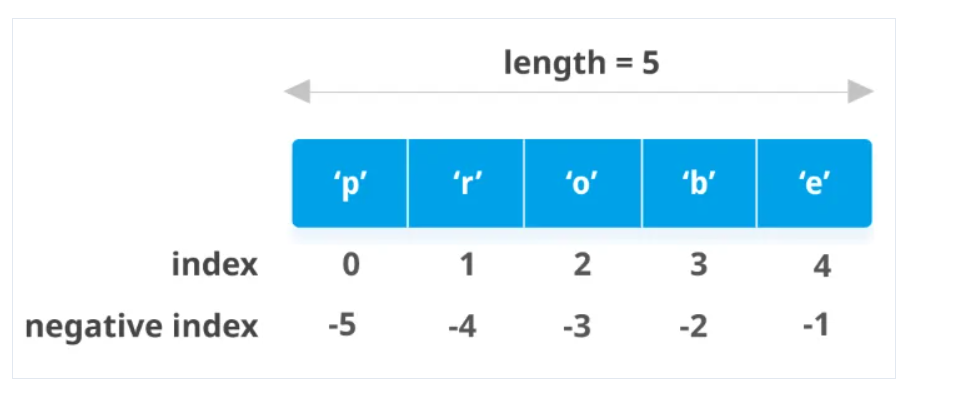 length = 5
‘p’ ‘r’ ‘o’ ‘b’ ‘e’
index 0 1 2 3 4
negative index -5 -4 -3 -2 -1